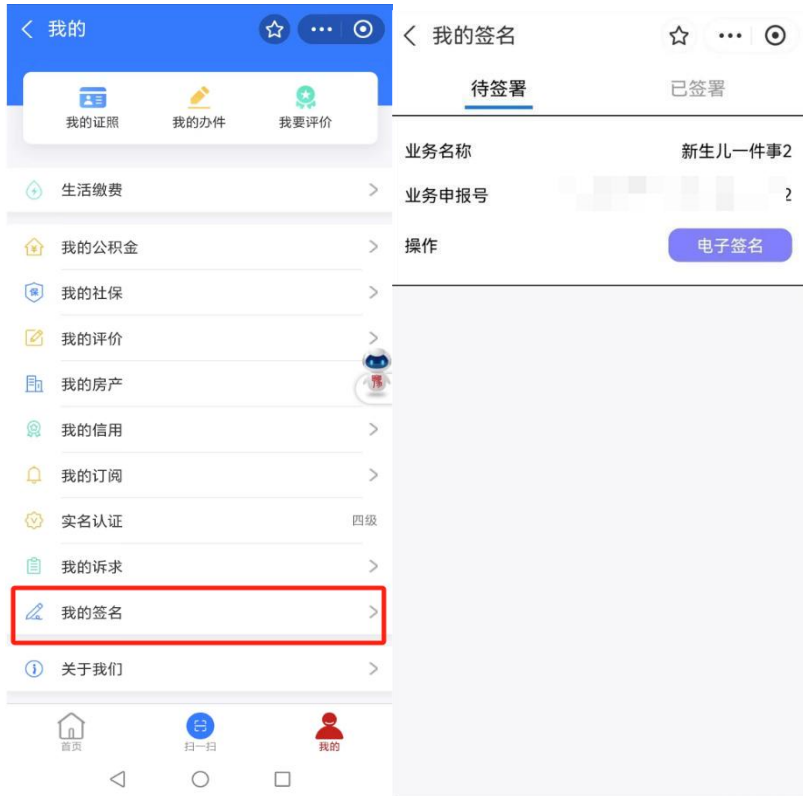 我的
我的证照
我的办件
我要评价
生活缴费
我的公积金
保
我的社保
我的评价
我的房产
我的信用
我的订阅
实名认证
四级
我的诉求
我的签名
关于我们
首页
扫一扫
我的
我的签名
待签署
已签署
业务名称
新生儿一件事2
业务申报号
2
操作
电子签名